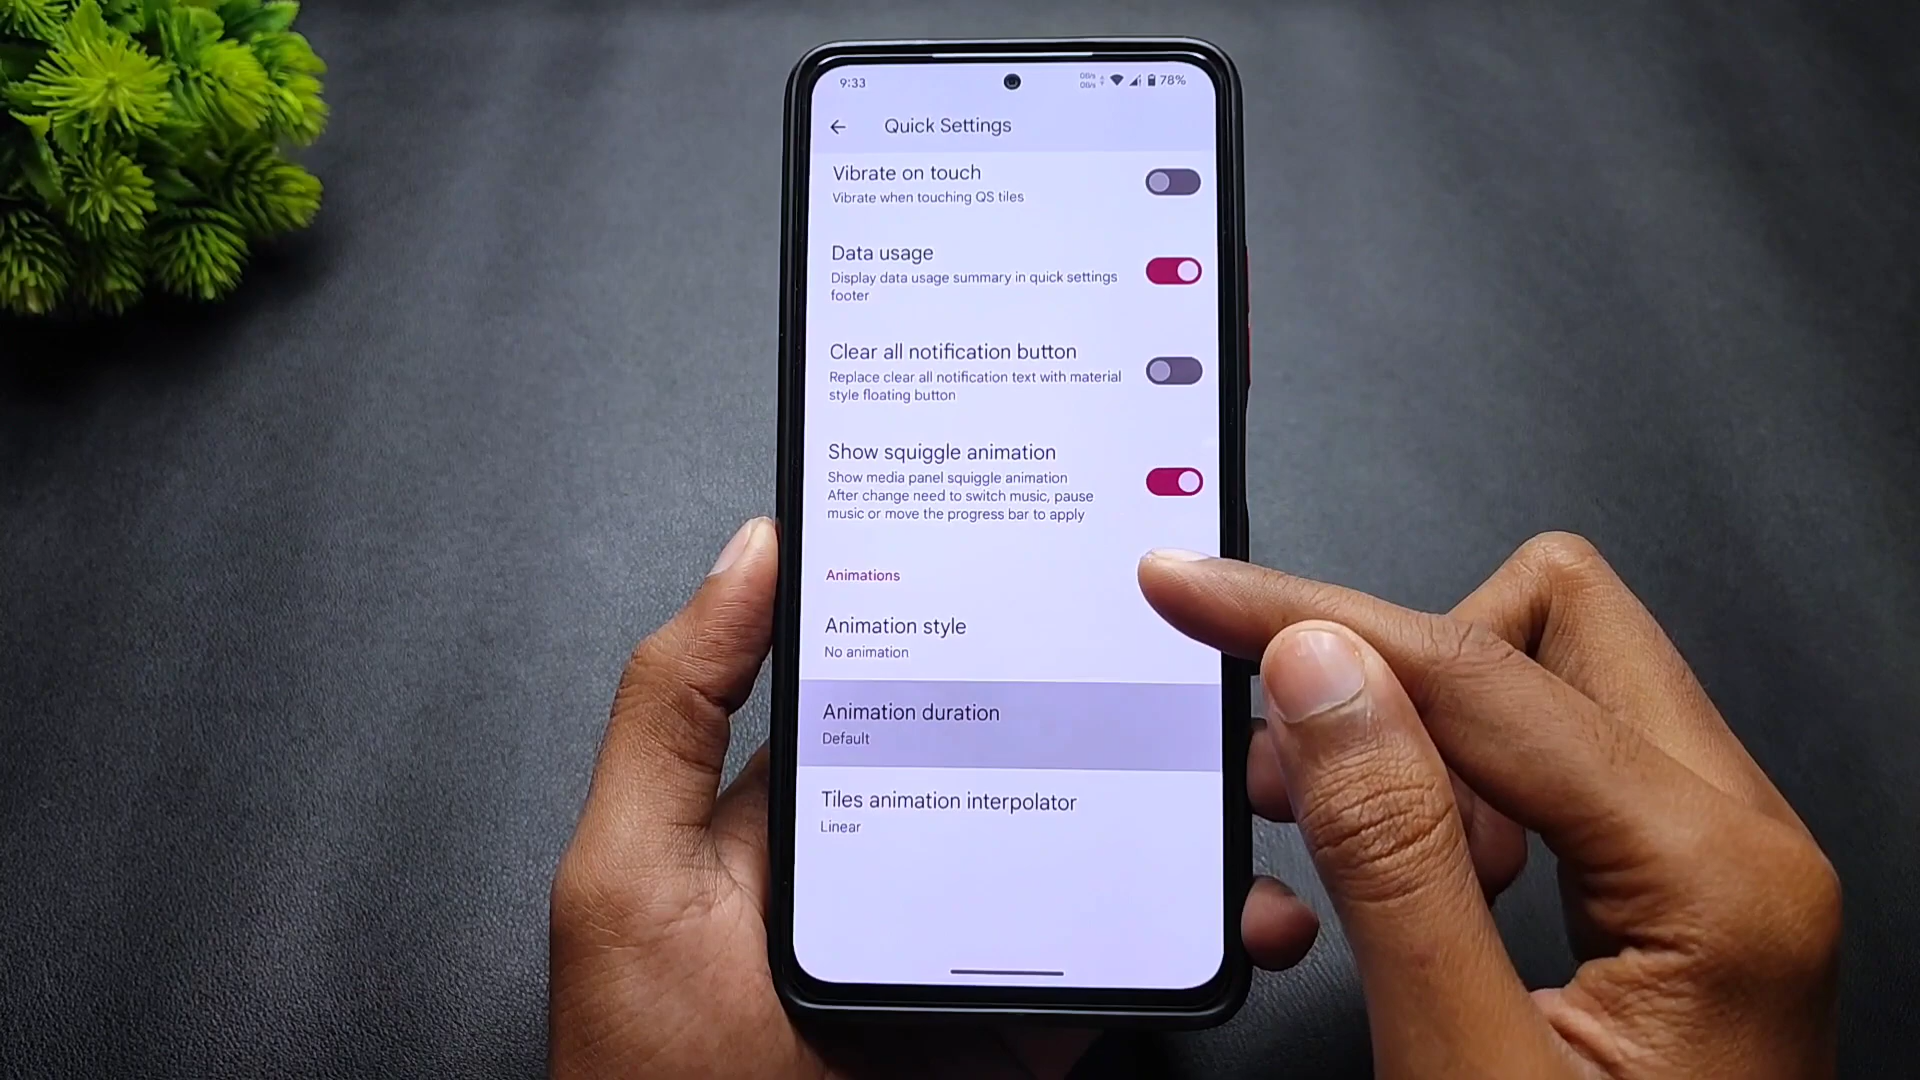 9:33
0B/s
0B/s
78%
Quick Settings
Vibrate on touch
Vibrate when touching QS tiles
Data usage
Display data usage summary in quick settings
footer
Clear all notification button
Replace clear all notification text with material
style floating button
Show squiggle animation
Show media panel squiggle animation
After change need to switch music, pause
music or move the progress bar to apply
Animations
Animation style
No animation
Animation duration
Default
Tiles animation interpolator
Linear